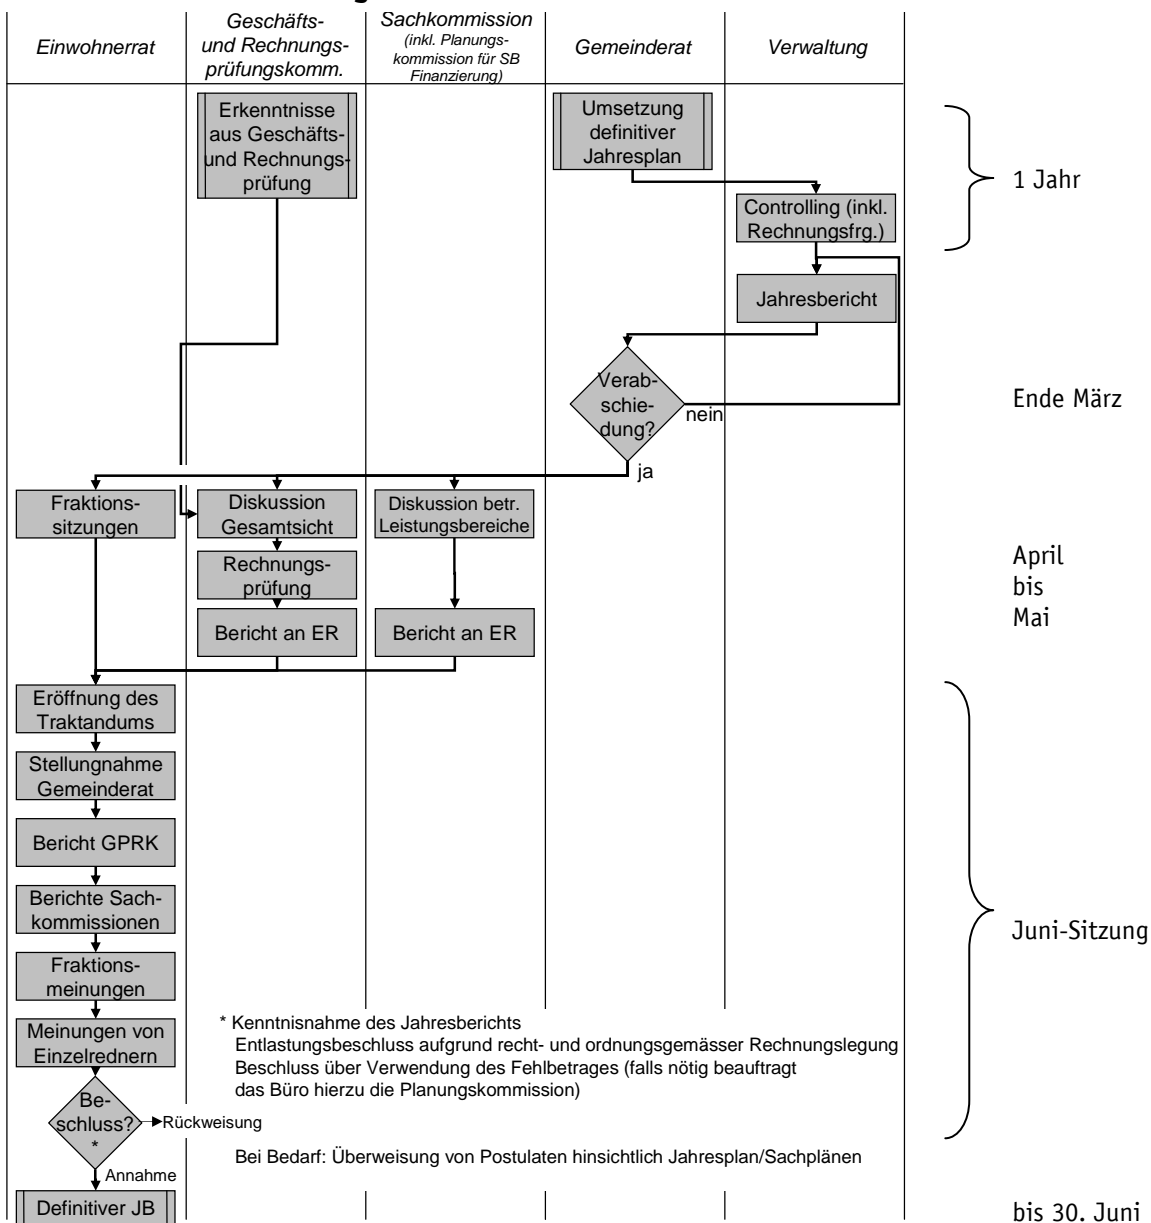 Einwohnerrat
Geschäfts-
und Rechnungs-
prüfungskomm.
Sachkommission
(inkl. Planungs-
kommission für SB
Finanzierung)
Gemeinderat
Verwaltung
Erkenntnisse
aus Geschäfts-
und Rechnungs-
prüfung
Umsetzung
definitiver
Jahresplan
1 Jahr
Controlling (inkl.
Rechnungsfrg.)
Jahresbericht
Verab-
schie-
dung?
nein
Ende März
ja
Fraktions-
sitzungen
Diskussion
Gesamtsicht
Diskussion betr.
Leistungsbereiche
Rechnungs-
prüfung
April
bis
Mai
Bericht an ER
Bericht an ER
Eröffnung des
Traktandums
Stellungnahme
Gemeinderat
Bericht GPRK
Berichte Sach-
kommissionen
Juni-Sitzung
Fraktions-
meinungen
Meinungen von
Einzelrednern
* Kenntnisnahme des Jahresberichts
Entlastungsbeschluss aufgrund recht- und ordnungsgemässer Rechnungslegung
Beschluss über Verwendung des Fehlbetrages (falls nötig beauftragt
das Büro hierzu die Planungskommission)
Be-
schluss?
*
Rückweisung
Bei Bedarf: Überweisung von Postulaten hinsichtlich Jahresplan/Sachplänen
Annahme
Definitiver JB
bis 30. Juni